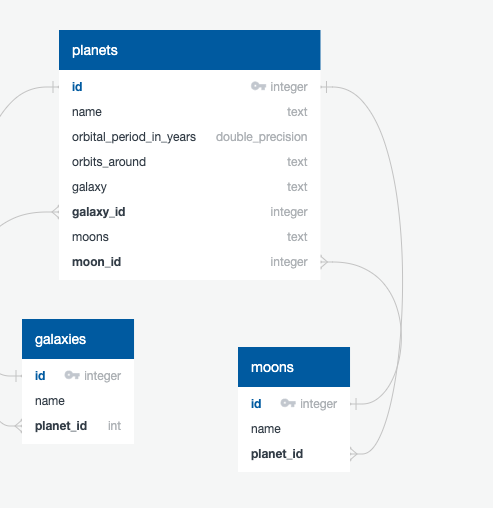 planets
id integer
name text
orbital_period_in_years double_precision
orbits_around text
galaxy text
galaxy_id integer
moons text
moon_id integer
galaxies
id integer
name
planet_id int
moons
id integer
name
planet_id